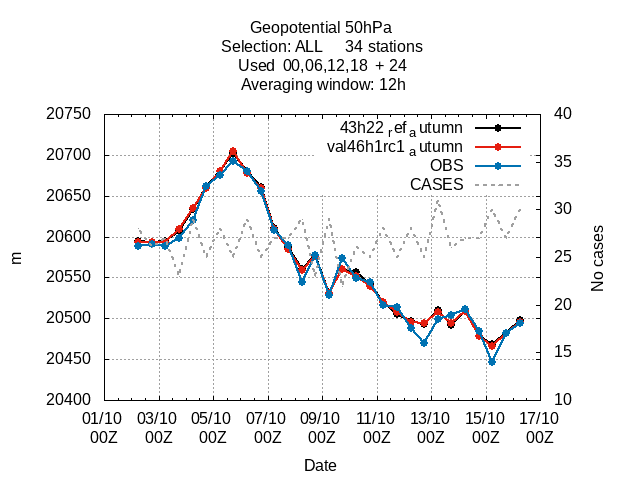 Geopotential 50hPa
Selection: ALL     34 stations
Used  00,06,12,18  + 24
Averaging window: 12h
20750
20700
20650
20600
20550
20500
20450
20400
40
35
30
25
20
15
10
43h22_ref_autumn
val46h1rc1_autumn
OBS
CASES
m
No cases
01/10 03/10 05/10 07/10 09/10 11/10 13/10 15/10 17/10
00Z 00Z 00Z 00Z 00Z 00Z 00Z 00Z 00Z
Date